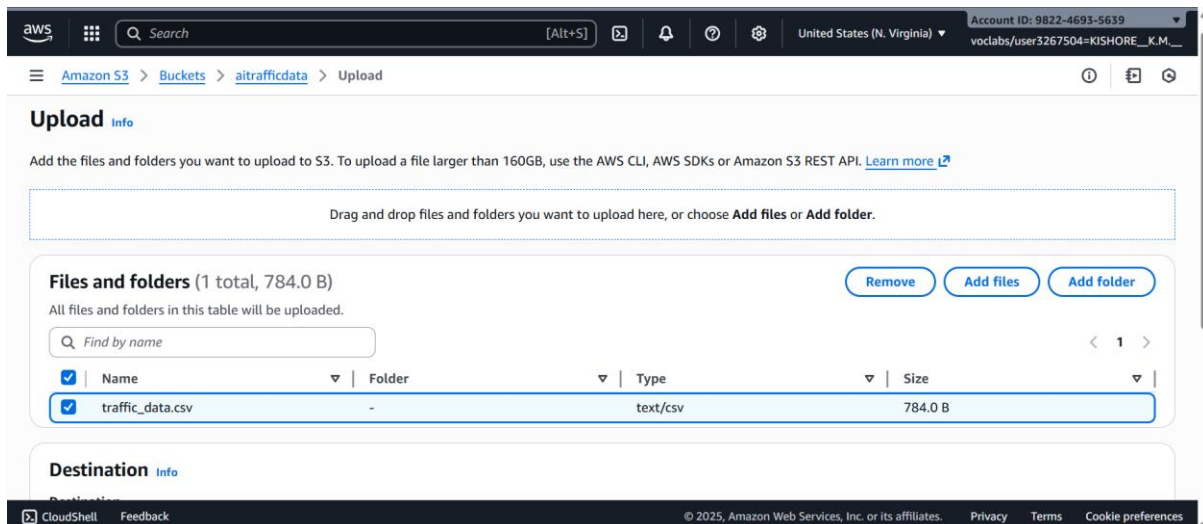 aws
Search [Alt+S] United States (N. Virginia) Account ID: 9822-4693-5639
voclabs/user3267504=KISHORE__K.M.__
Amazon S3 > Buckets > aitrafficdata > Upload
Upload Info
Add the files and folders you want to upload to S3. To upload a file larger than 160GB, use the AWS CLI, AWS SDKs or Amazon S3 REST API. Learn more
Drag and drop files and folders you want to upload here, or choose Add files or Add folder.
Files and folders (1 total, 784.0 B) Remove Add files Add folder
All files and folders in this table will be uploaded.
Find by name < 1 >
Name Folder Type Size
traffic_data.csv - text/csv 784.0 B
Destination Info
CloudShell Feedback © 2025, Amazon Web Services, Inc. or its affiliates. Privacy Terms Cookie preferences